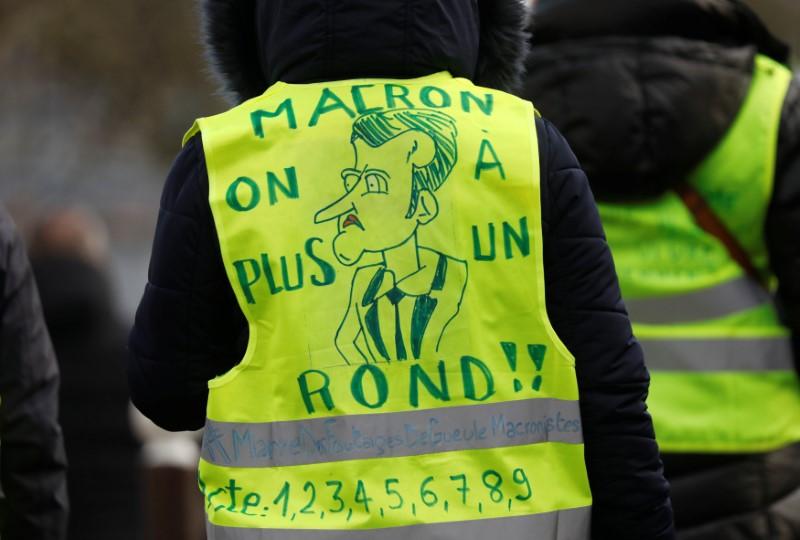 MACRON
ON À
PLUS UN
ROND!!
#MarreDesFoutagesDeGueuleMacronistes
Acte:1,2,3,4,5,6,7,8,9